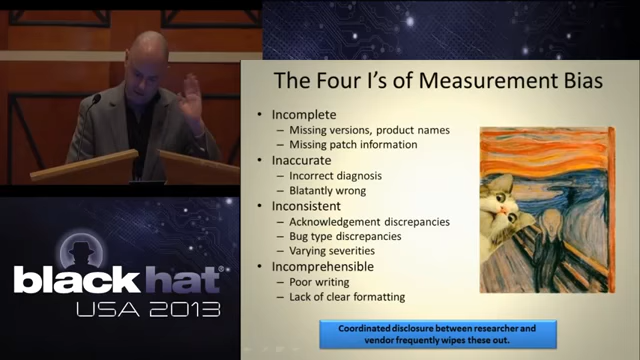 The Four I's of Measurement Bias
• Incomplete
– Missing versions, product names
– Missing patch information
• Inaccurate
– Incorrect diagnosis
– Blatantly wrong
• Inconsistent
– Acknowledgement discrepancies
– Bug type discrepancies
– Varying severities
• Incomprehensible
– Poor writing
– Lack of clear formatting
Coordinated disclosure between researcher and
vendor frequently wipes these out.
black hat®
USA 2013